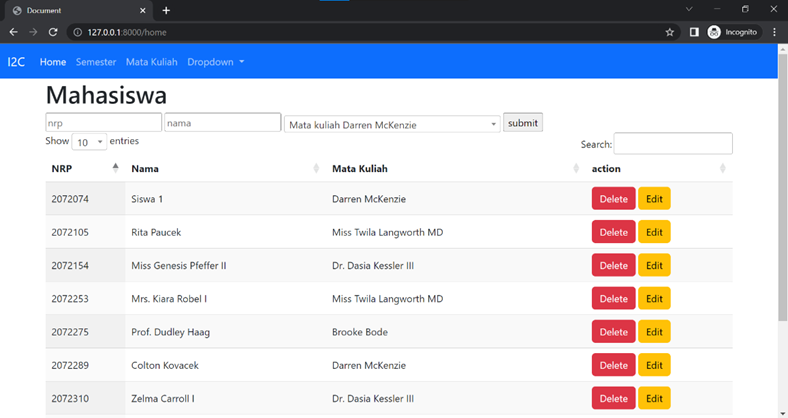 Document
127.0.0.1:8000/home
Incognito
I2C Home Semester Mata Kuliah Dropdown
Mahasiswa
nrp nama Mata kuliah Darren McKenzie submit
Show 10 entries Search:
NRP Nama Mata Kuliah action
2072074 Siswa 1 Darren McKenzie Delete Edit
2072105 Rita Paucek Miss Twila Langworth MD Delete Edit
2072154 Miss Genesis Pfeffer II Dr. Dasia Kessler III Delete Edit
2072253 Mrs. Kiara Robel I Miss Twila Langworth MD Delete Edit
2072275 Prof. Dudley Haag Brooke Bode Delete Edit
2072289 Colton Kovacek Darren McKenzie Delete Edit
2072310 Zelma Carroll I Dr. Dasia Kessler III Delete Edit